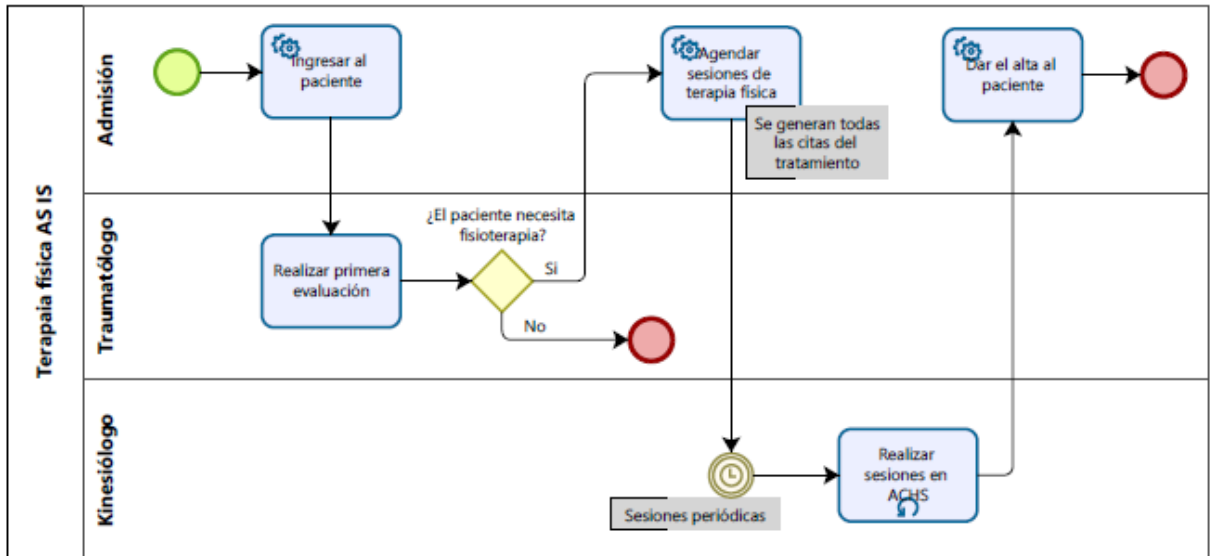 Terapaia física AS IS
Admisión
Ingresar al
paciente
Agendar
sesiones de
terapia física
Se generan todas
las citas del
tratamiento
Dar el alta al
paciente
Traumatólogo
Realizar primera
evaluación
¿El paciente necesita
fisioterapia?
Si
No
Kinesiólogo
Sesiones periódicas
Realizar
sesiones en
ACHS